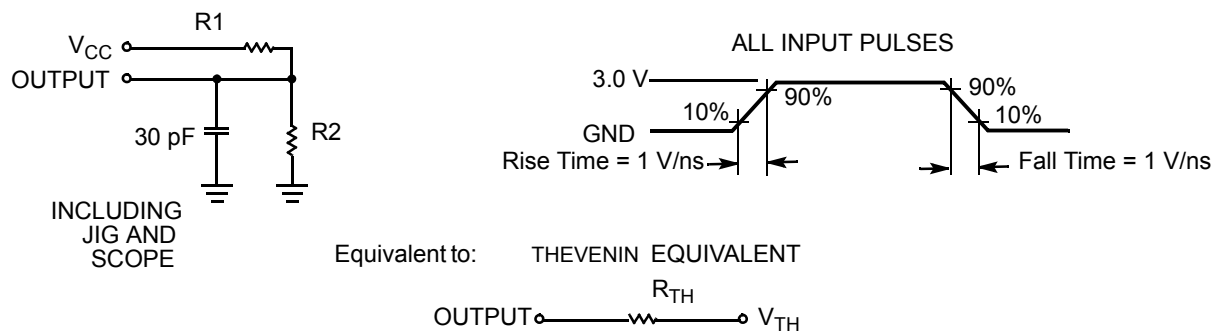 R1
VCC
OUTPUT
30 pF
R2
INCLUDING
JIG AND
SCOPE
ALL INPUT PULSES
3.0 V
90%
90%
10%
10%
GND
Rise Time = 1 V/ns
Fall Time = 1 V/ns
Equivalent to: THEVENIN EQUIVALENT
RTH
OUTPUT
VTH